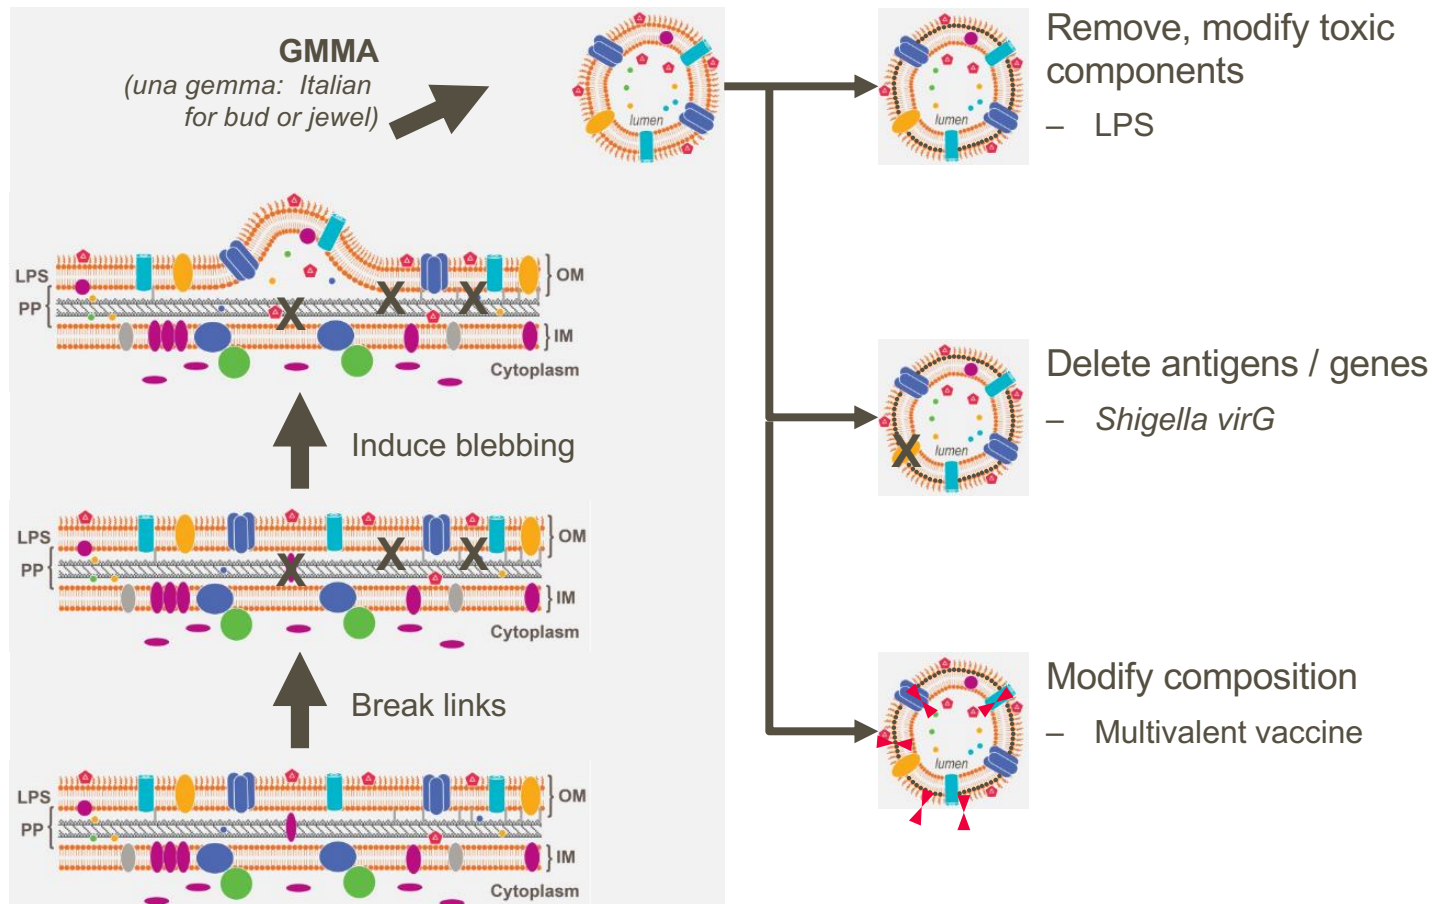 GMMA
(una gemma: Italian
for bud or jewel)
lumen
LPS
PP
OM
IM
Cytoplasm
Induce blebbing
LPS
PP
OM
IM
Cytoplasm
Break links
LPS
PP
OM
IM
Cytoplasm
lumen
Remove, modify toxic
components
– LPS
lumen
Delete antigens / genes
– Shigella virG
lumen
Modify composition
– Multivalent vaccine